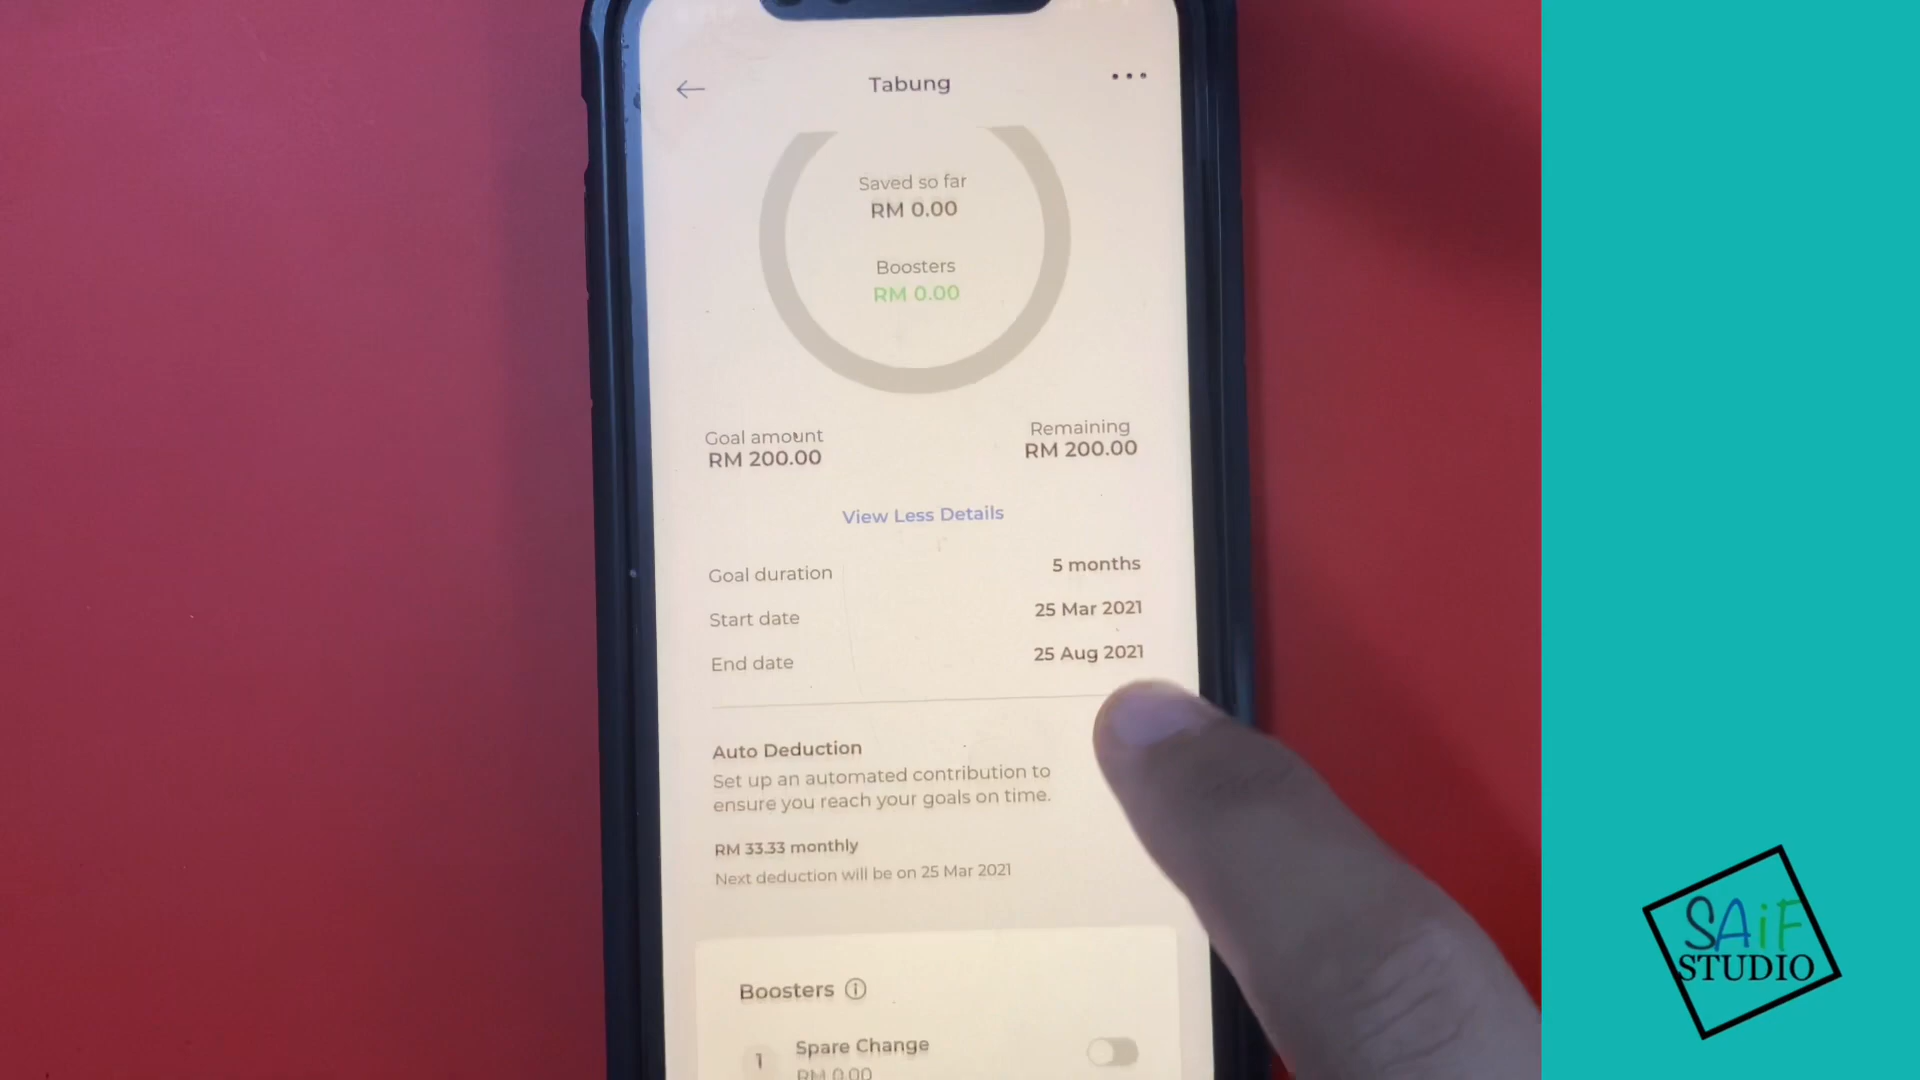 Tabung
Saved so far
RM 0.00
Boosters
RM 0.00
Goal amount
RM 200.00
Remaining
RM 200.00
View Less Details
Goal duration
5 months
Start date
25 Mar 2021
End date
25 Aug 2021
Auto Deduction
Set up an automated contribution to
ensure you reach your goals on time.
RM 33.33 monthly
Next deduction will be on 25 Mar 2021
Boosters
1
Spare Change
RM 0.00
SAiF
STUDIO